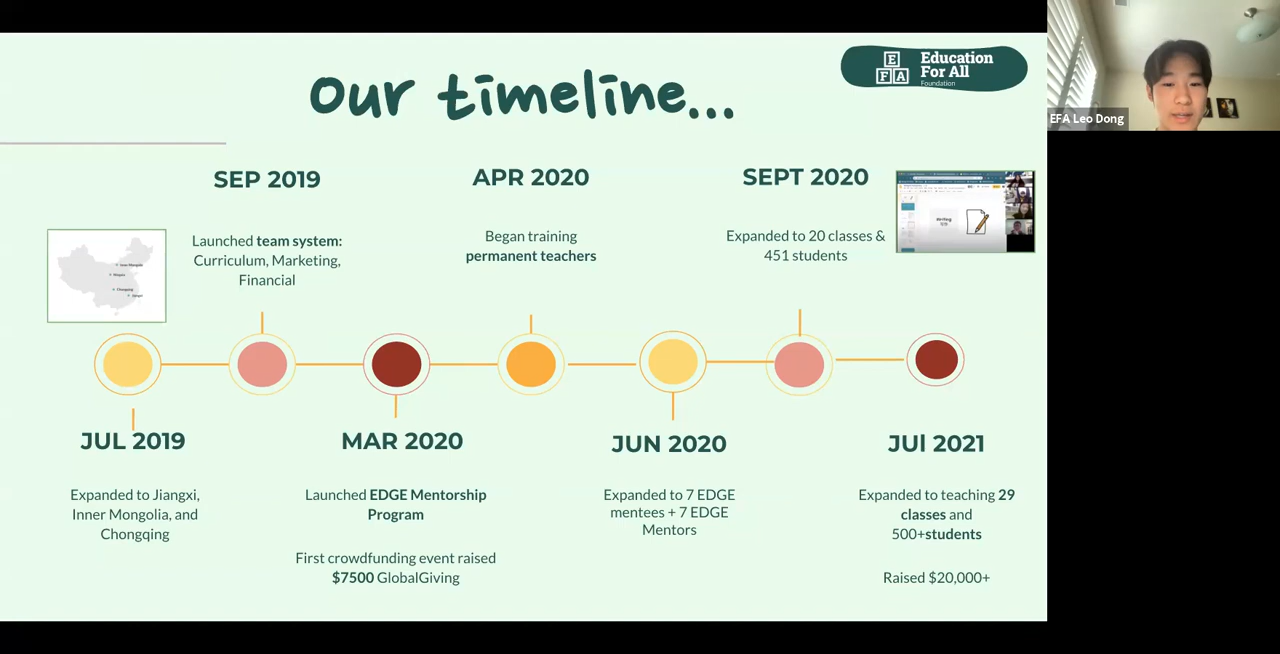 Our timeline...
E
F A
Education
For All
Foundation
EFA Leo Dong
SEP 2019
Launched team system:
Curriculum, Marketing,
Financial
APR 2020
Began training
permanent teachers
SEPT 2020
Expanded to 20 classes &
451 students
JUL 2019
Expanded to Jiangxi,
Inner Mongolia, and
Chongqing
MAR 2020
Launched EDGE Mentorship
Program
First crowdfunding event raised
$7500 GlobalGiving
JUN 2020
Expanded to 7 EDGE
mentees + 7 EDGE
Mentors
JUl 2021
Expanded to teaching 29
classes and
500+students
Raised $20,000+